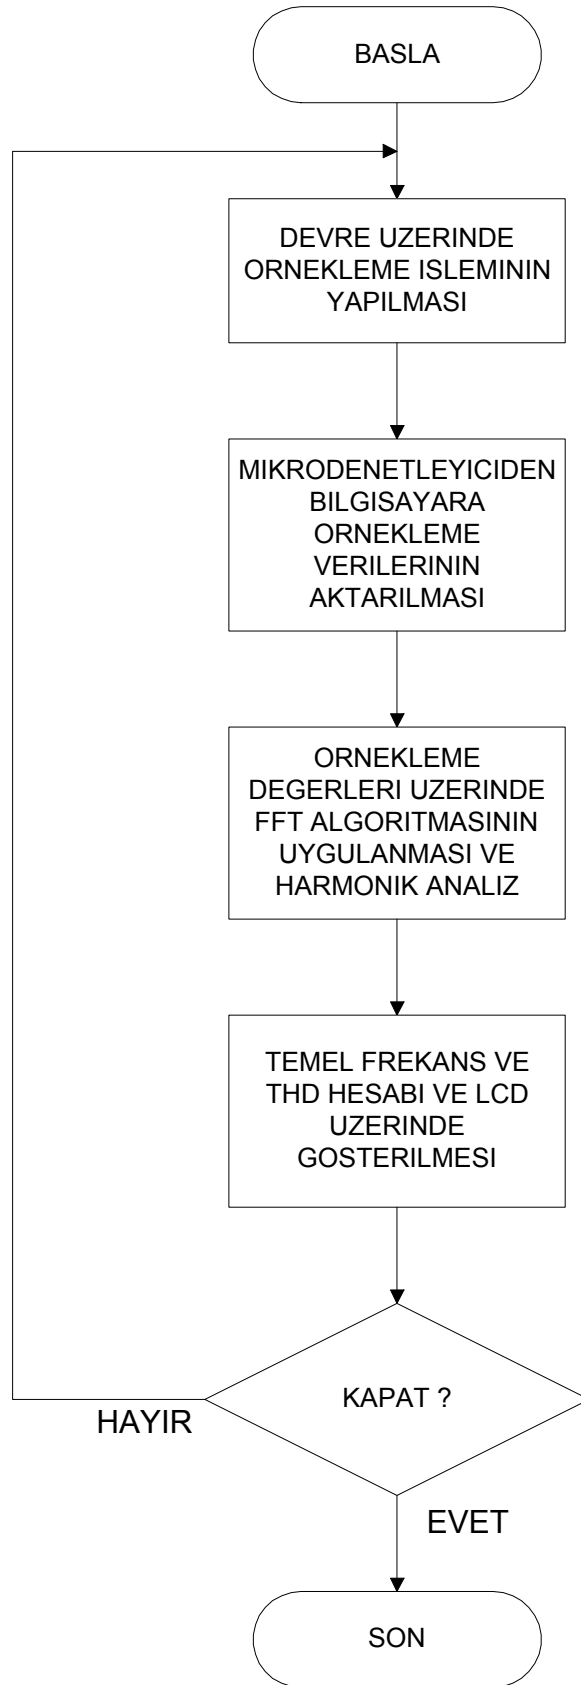 BASLA
DEVRE UZERINDE
ORNEKLEME ISLEMININ
YAPILMASI
MIKRODENETLEYICIDEN
BILGISAYARA
ORNEKLEME
VERILERININ
AKTARILMASI
ORNEKLEME
DEGERLERI UZERINDE
FFT ALGORITMASININ
UYGULANMASI VE
HARMONIK ANALIZ
TEMEL FREKANS VE
THD HESABI VE LCD
UZERINDE
GOSTERILMESI
KAPAT ?
HAYIR
EVET
SON